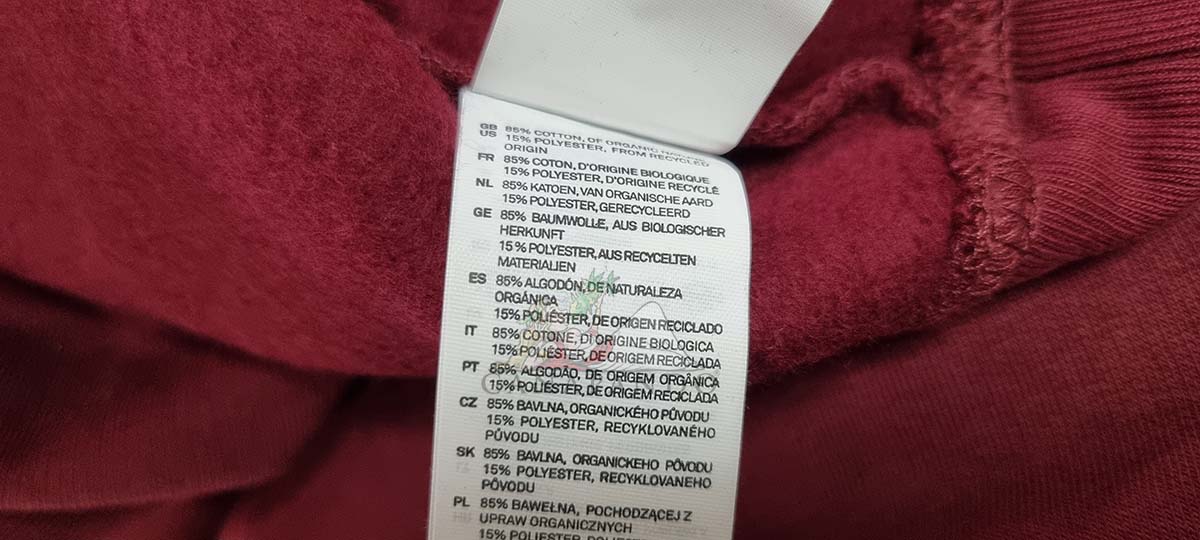 GB 85% COTTON, OF ORGANIC
US 15% POLYESTER, FROM RECYCLED
ORIGIN
FR 85% COTON, D'ORIGINE BIOLOGIQUE
15% POLYESTER, D'ORIGINE RECYCLÉ
NL 85% KATOEN, VAN ORGANISCHE AARD
15% POLYESTER, GERECYCLEERD
GE 85% BAUMWOLLE, AUS BIOLOGISCHER
HERKUNFT
15% POLYESTER, AUS RECYCELTEN
MATERIALIEN
ES 85% ALGODÓN, DE NATURALEZA
ORGÁNICA
15% POLIÉSTER, DE ORIGEN RECICLADO
IT 85% COTONE, DI ORIGINE BIOLOGICA
15% POLIÉSTER, DE ORIGEM RECICLADA
PT 85% ALGODÃO, DE ORIGEM ORGÂNICA
15% POLIÉSTER, DE ORIGEM RECICLADA
CZ 85% BAVLNA, ORGANICKÉHO PŮVODU
15% POLYESTER, RECYKLOVANÉHO
PŮVODU
SK 85% BAVLNA, ORGANICKEHO PÔVODU
15% POLYESTER, RECYKLOVANÉHO
PÔVODU
PL 85% BAWEŁNA, POCHODZĄCEJ Z
UPRAW ORGANICZNYCH
15% POLIESTER,